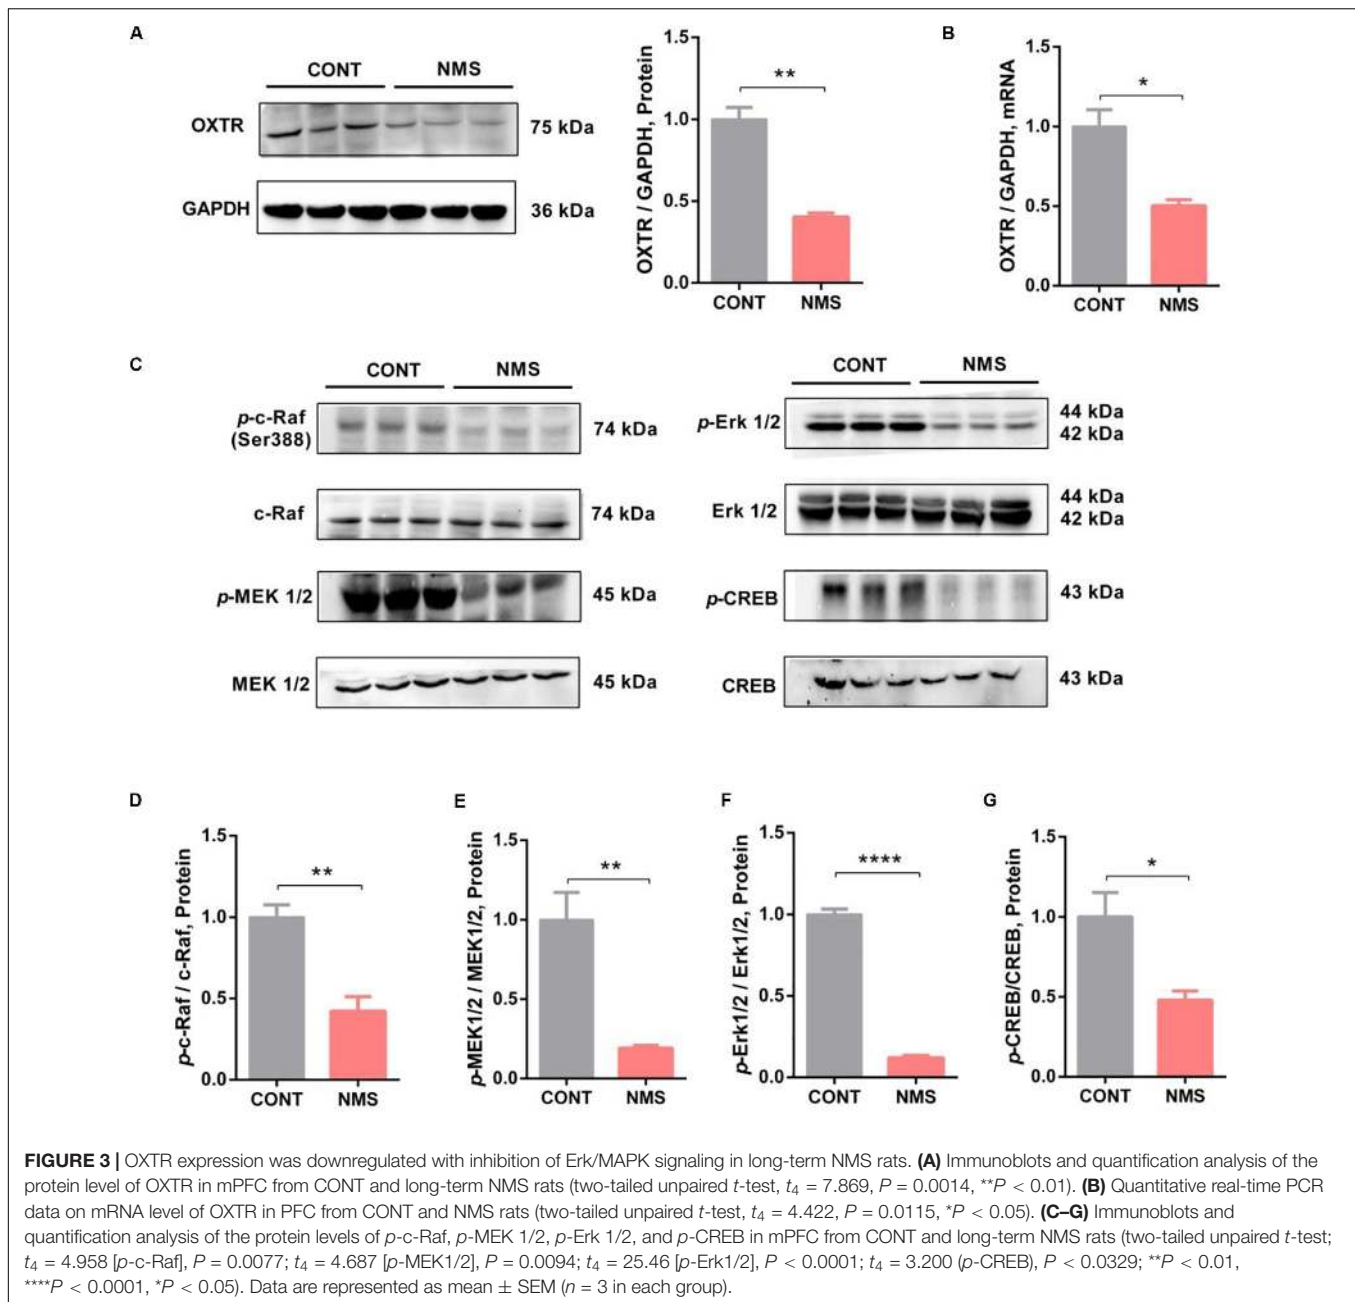 A
CONT NMS
OXTR 75 kDa
GAPDH 36 kDa
OXTR / GAPDH, Protein
1.5
1.0
0.5
0.0
**
CONT NMS
B
OXTR / GAPDH, mRNA
1.5
1.0
0.5
0.0
*
CONT NMS
C
CONT NMS
p-c-Raf
(Ser388)
74 kDa
c-Raf 74 kDa
p-MEK 1/2 45 kDa
MEK 1/2 45 kDa
CONT NMS
p-Erk 1/2
44 kDa
42 kDa
Erk 1/2
44 kDa
42 kDa
p-CREB 43 kDa
CREB 43 kDa
D
p-c-Raf / c-Raf, Protein
1.5
1.0
0.5
0.0
**
CONT NMS
E
p-MEK1/2 / MEK1/2, Protein
1.5
1.0
0.5
0.0
**
CONT NMS
F
p-Erk1/2 / Erk1/2, Protein
1.5
1.0
0.5
0.0
****
CONT NMS
G
p-CREB/CREB, Protein
1.5
1.0
0.5
0.0
*
CONT NMS
FIGURE 3 | OXTR expression was downregulated with inhibition of Erk/MAPK signaling in long-term NMS rats. (A) Immunoblots and quantification analysis of the
protein level of OXTR in mPFC from CONT and long-term NMS rats (two-tailed unpaired t-test, t4 = 7.869, P = 0.0014, **P < 0.01). (B) Quantitative real-time PCR
data on mRNA level of OXTR in PFC from CONT and NMS rats (two-tailed unpaired t-test, t4 = 4.422, P = 0.0115, *P < 0.05). (C–G) Immunoblots and
quantification analysis of the protein levels of p-c-Raf, p-MEK 1/2, p-Erk 1/2, and p-CREB in mPFC from CONT and long-term NMS rats (two-tailed unpaired t-test;
t4 = 4.958 [p-c-Raf], P = 0.0077; t4 = 4.687 [p-MEK1/2], P = 0.0094; t4 = 25.46 [p-Erk1/2], P < 0.0001; t4 = 3.200 (p-CREB), P < 0.0329; **P < 0.01,
****P < 0.0001, *P < 0.05). Data are represented as mean ± SEM (n = 3 in each group).